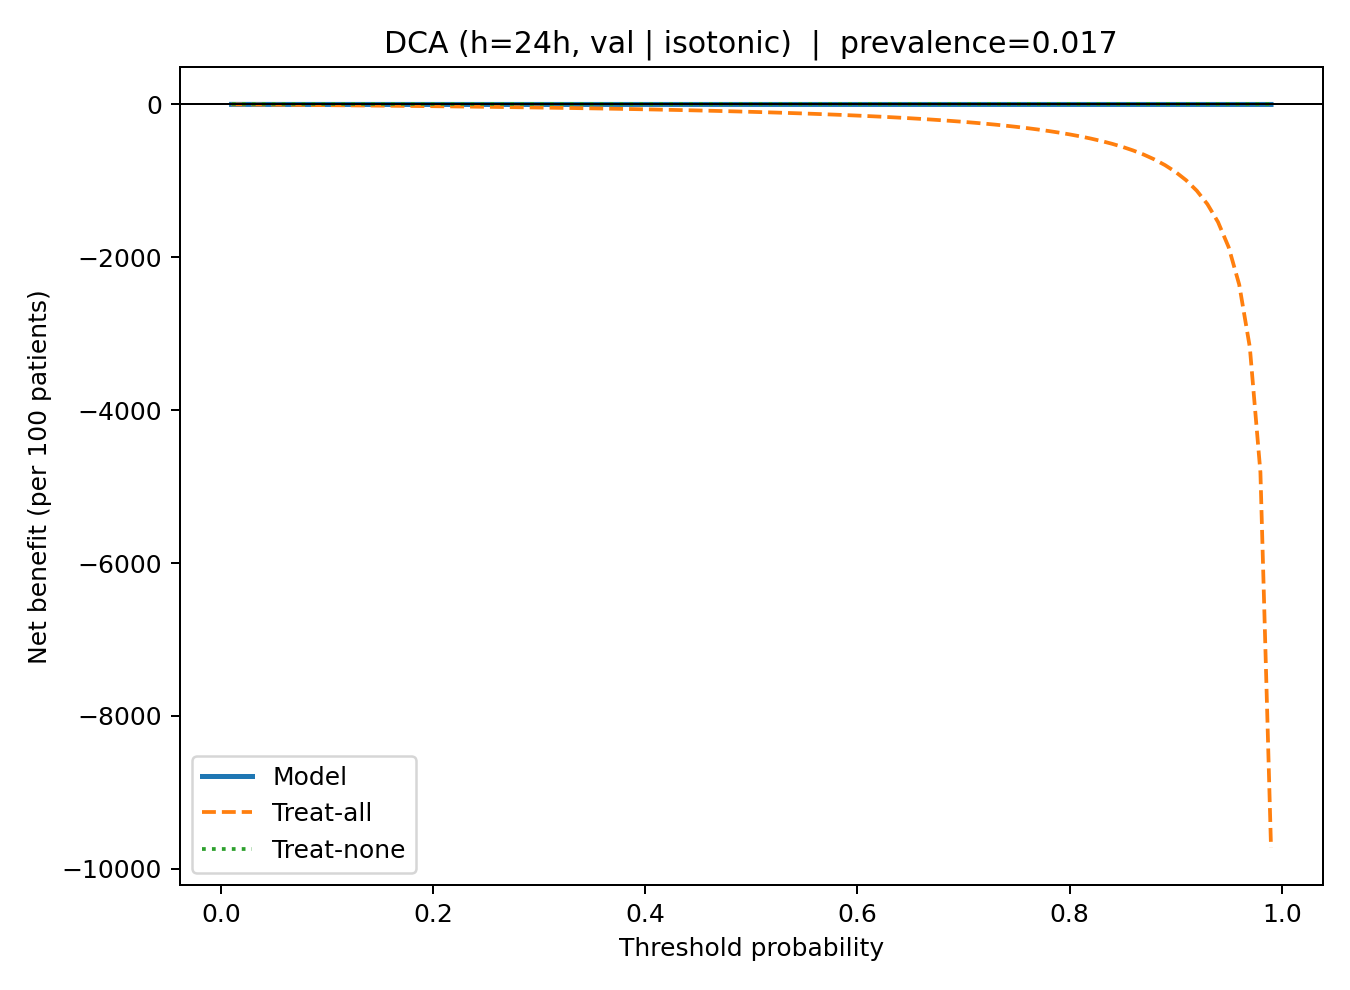 DCA (h=24h, val | isotonic)  |  prevalence=0.017
Net benefit (per 100 patients)
0
−2000
−4000
−6000
−8000
−10000
Model
Treat-all
Treat-none
0.0 0.2 0.4 0.6 0.8 1.0
Threshold probability